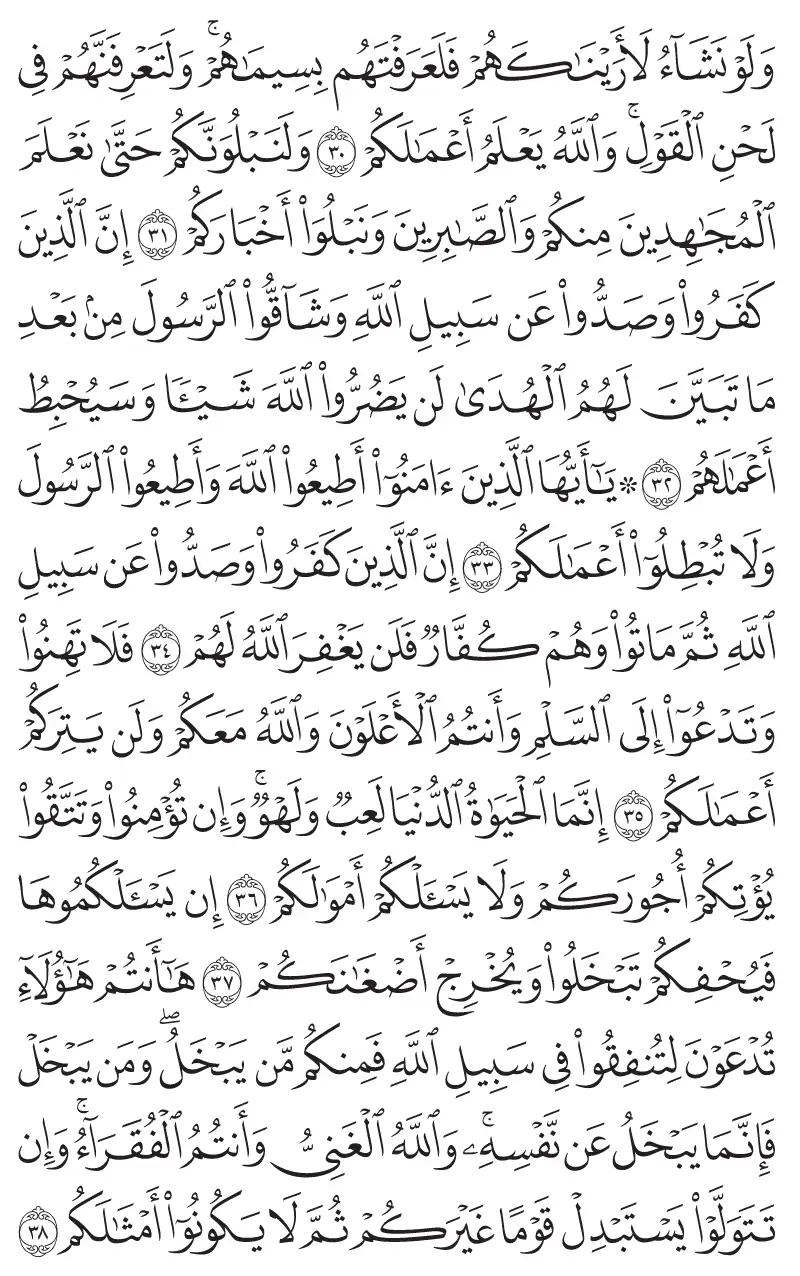 وَلَوْ نَشَآءُ لَأَرَيْنَٰكَهُمْ فَلَعَرَفْتَهُم بِسِيمَٰهُمْ ۚ وَلَتَعْرِفَنَّهُمْ فِى
لَحْنِ ٱلْقَوْلِ ۚ وَٱللَّهُ يَعْلَمُ أَعْمَٰلَكُمْ ٣٠ وَلَنَبْلُوَنَّكُمْ حَتَّىٰ نَعْلَمَ
ٱلْمُجَٰهِدِينَ مِنكُمْ وَٱلصَّٰبِرِينَ وَنَبْلُوَا۟ أَخْبَارَكُمْ ٣١ إِنَّ ٱلَّذِينَ
كَفَرُوا۟ وَصَدُّوا۟ عَن سَبِيلِ ٱللَّهِ وَشَآقُّوا۟ ٱلرَّسُولَ مِنۢ بَعْدِ
مَا تَبَيَّنَ لَهُمُ ٱلْهُدَىٰ لَن يَضُرُّوا۟ ٱللَّهَ شَيْـًٔا وَسَيُحْبِطُ
أَعْمَٰلَهُمْ ٣٢ ۞ يَٰٓأَيُّهَا ٱلَّذِينَ ءَامَنُوٓا۟ أَطِيعُوا۟ ٱللَّهَ وَأَطِيعُوا۟ ٱلرَّسُولَ
وَلَا تُبْطِلُوٓا۟ أَعْمَٰلَكُمْ ٣٣ إِنَّ ٱلَّذِينَ كَفَرُوا۟ وَصَدُّوا۟ عَن سَبِيلِ
ٱللَّهِ ثُمَّ مَاتُوا۟ وَهُمْ كُفَّارٌ فَلَن يَغْفِرَ ٱللَّهُ لَهُمْ ٣٤ فَلَا تَهِنُوا۟
وَتَدْعُوٓا۟ إِلَى ٱلسَّلْمِ وَأَنتُمُ ٱلْأَعْلَوْنَ وَٱللَّهُ مَعَكُمْ وَلَن يَتِرَكُمْ
أَعْمَٰلَكُمْ ٣٥ إِنَّمَا ٱلْحَيَوٰةُ ٱلدُّنْيَا لَعِبٌ وَلَهْوٌ ۚ وَإِن تُؤْمِنُوا۟ وَتَتَّقُوا۟
يُؤْتِكُمْ أُجُورَكُمْ وَلَا يَسْـَٔلْكُمْ أَمْوَٰلَكُمْ ٣٦ إِن يَسْـَٔلْكُمُوهَا
فَيُحْفِكُمْ تَبْخَلُوا۟ وَيُخْرِجْ أَضْغَٰنَكُمْ ٣٧ هَٰٓأَنتُمْ هَٰٓؤُلَآءِ
تُدْعَوْنَ لِتُنفِقُوا۟ فِى سَبِيلِ ٱللَّهِ فَمِنكُم مَّن يَبْخَلُ ۖ وَمَن يَبْخَلْ
فَإِنَّمَا يَبْخَلُ عَن نَّفْسِهِۦ ۚ وَٱللَّهُ ٱلْغَنِىُّ وَأَنتُمُ ٱلْفُقَرَآءُ ۚ وَإِن
تَتَوَلَّوْا۟ يَسْتَبْدِلْ قَوْمًا غَيْرَكُمْ ثُمَّ لَا يَكُونُوٓا۟ أَمْثَٰلَكُم ٣٨